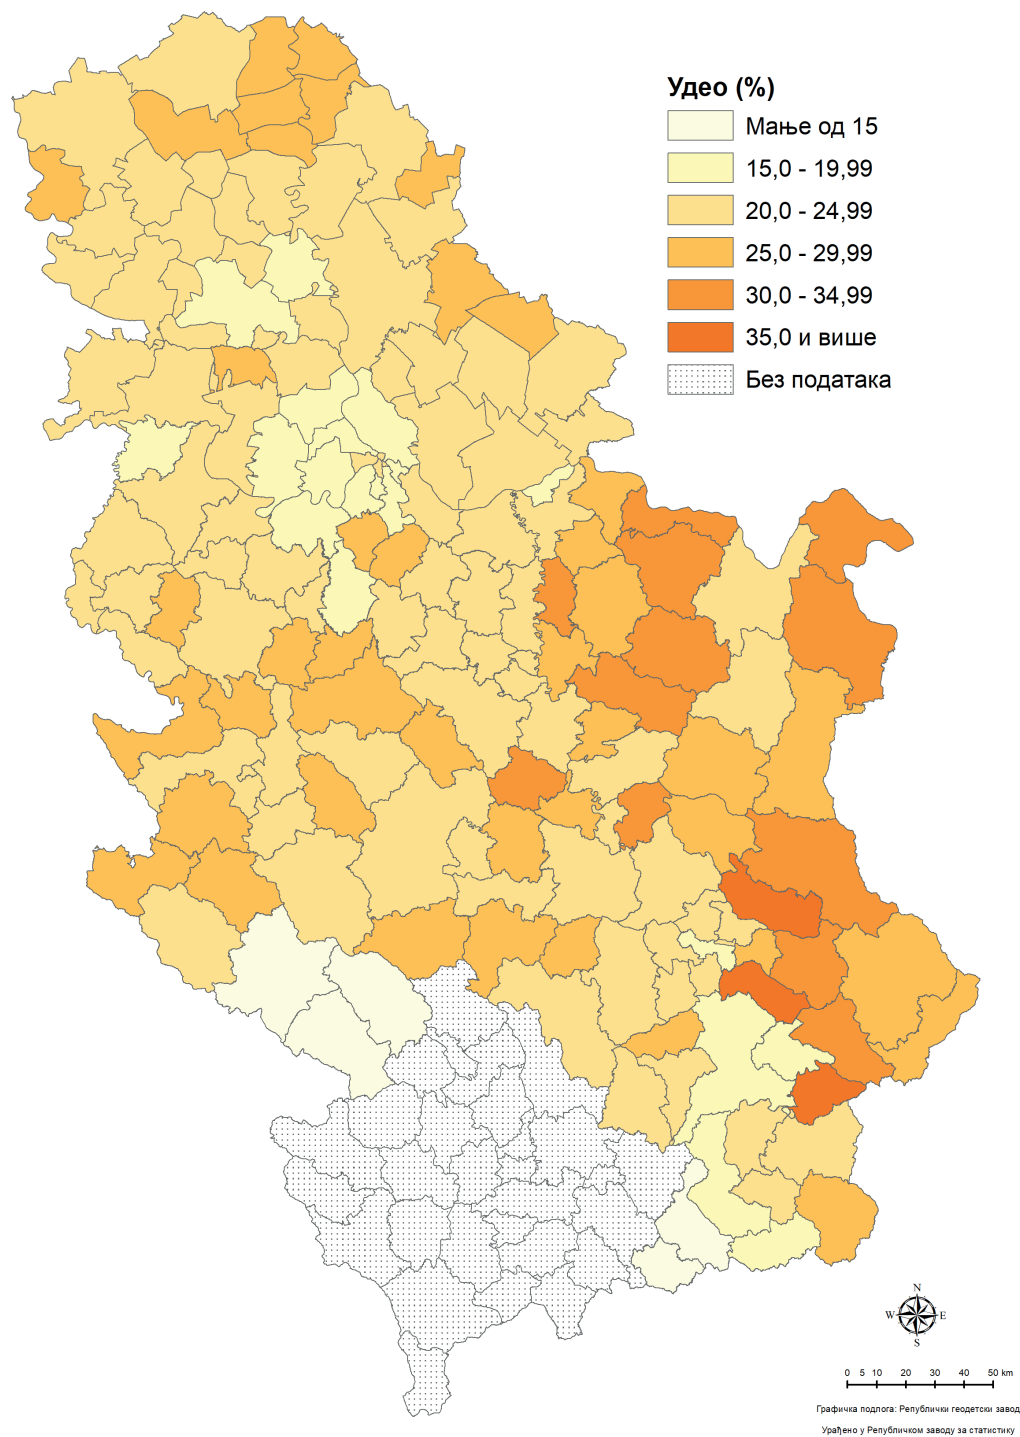 Удео (%)
Мање од 15
15,0 - 19,99
20,0 - 24,99
25,0 - 29,99
30,0 - 34,99
35,0 и више
Без података
N
W E
S
0 5 10 20 30 40 50 km
Графичка подлога: Републички геодетски завод
Урађено у Републичком заводу за статистику